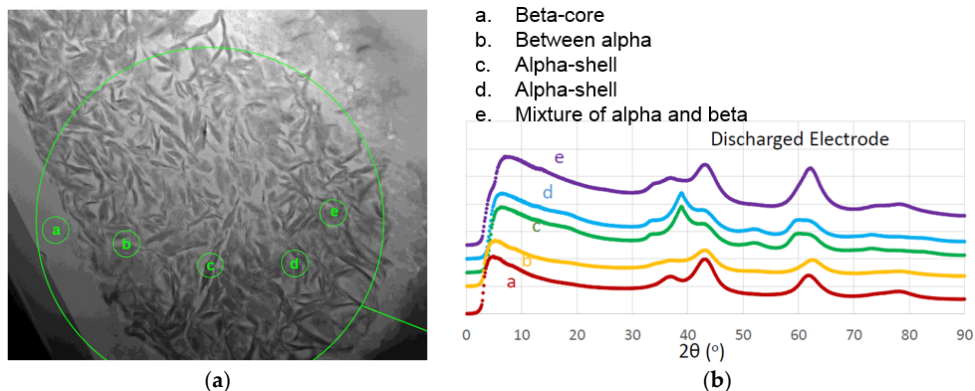 a
b
c
d
e
(a)
a. Beta-core
b. Between alpha
c. Alpha-shell
d. Alpha-shell
e. Mixture of alpha and beta
Discharged Electrode
e
d
c
b
a
0 10 20 30 40 50 60 70 80 90
2θ (°)
(b)